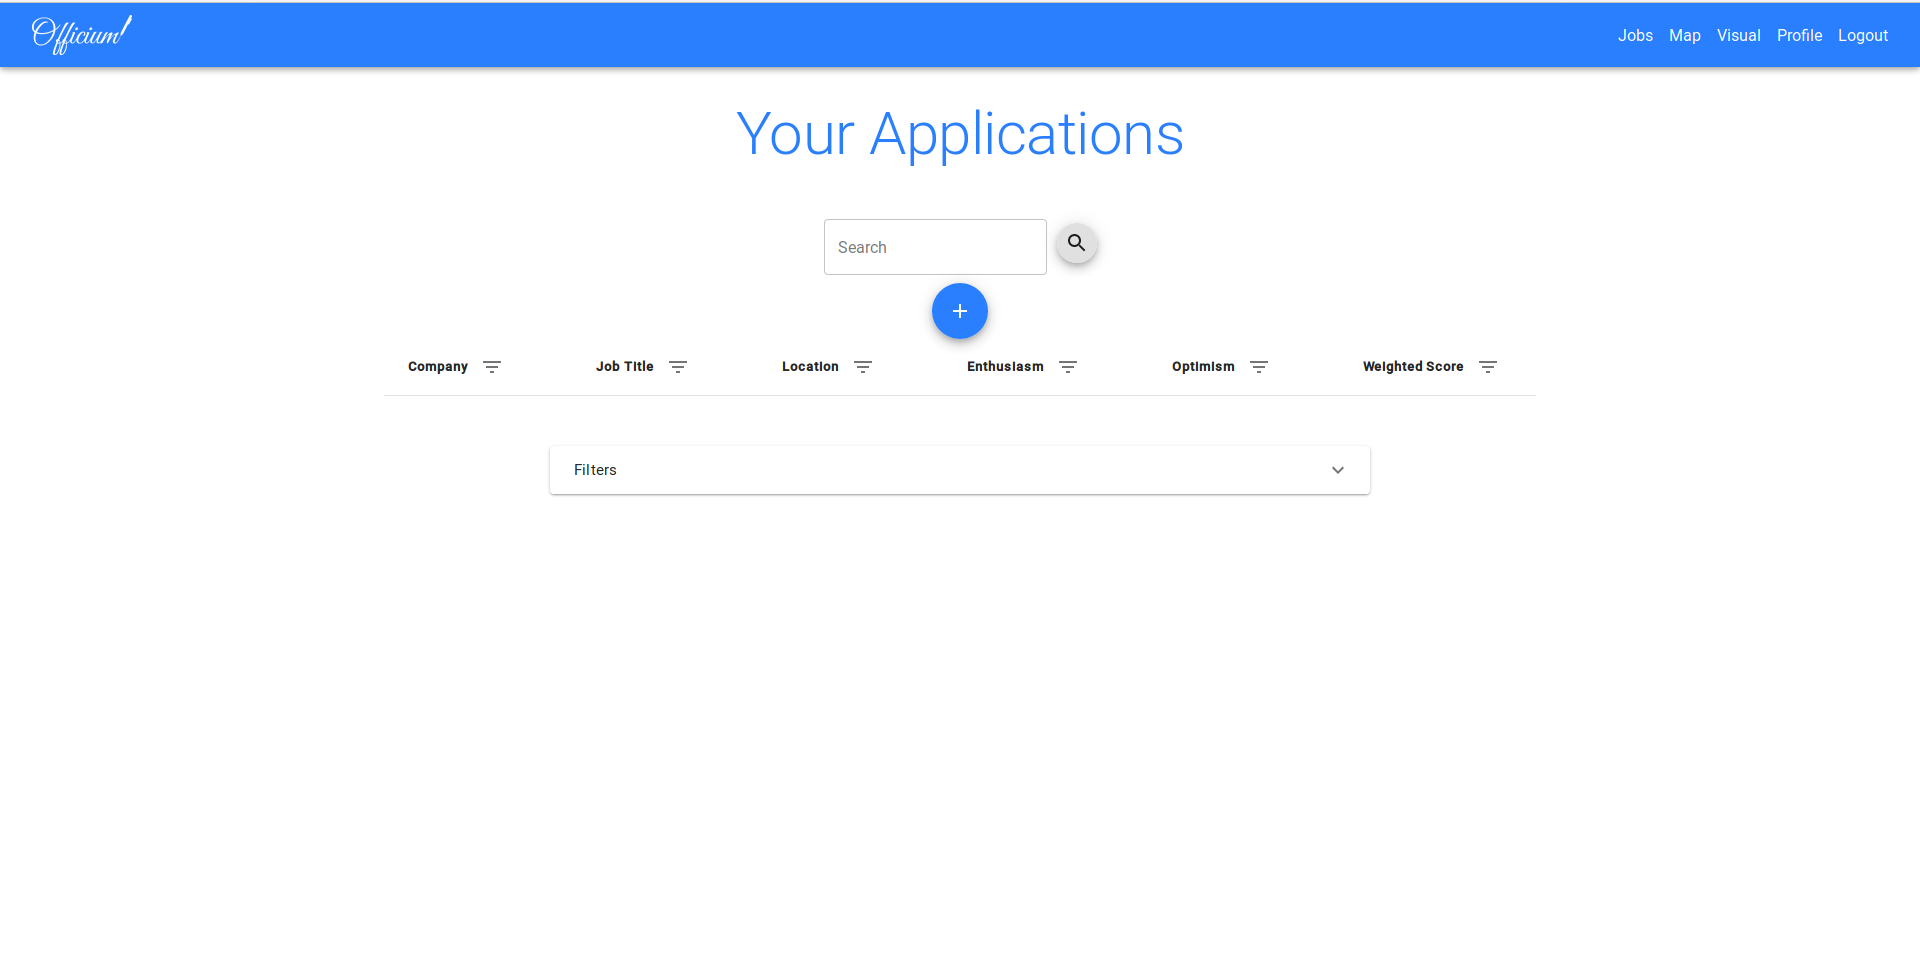 Officium
Jobs Map Visual Profile Logout
Your Applications
Search
+
Company Job Title Location Enthusiasm Optimism Weighted Score
Filters